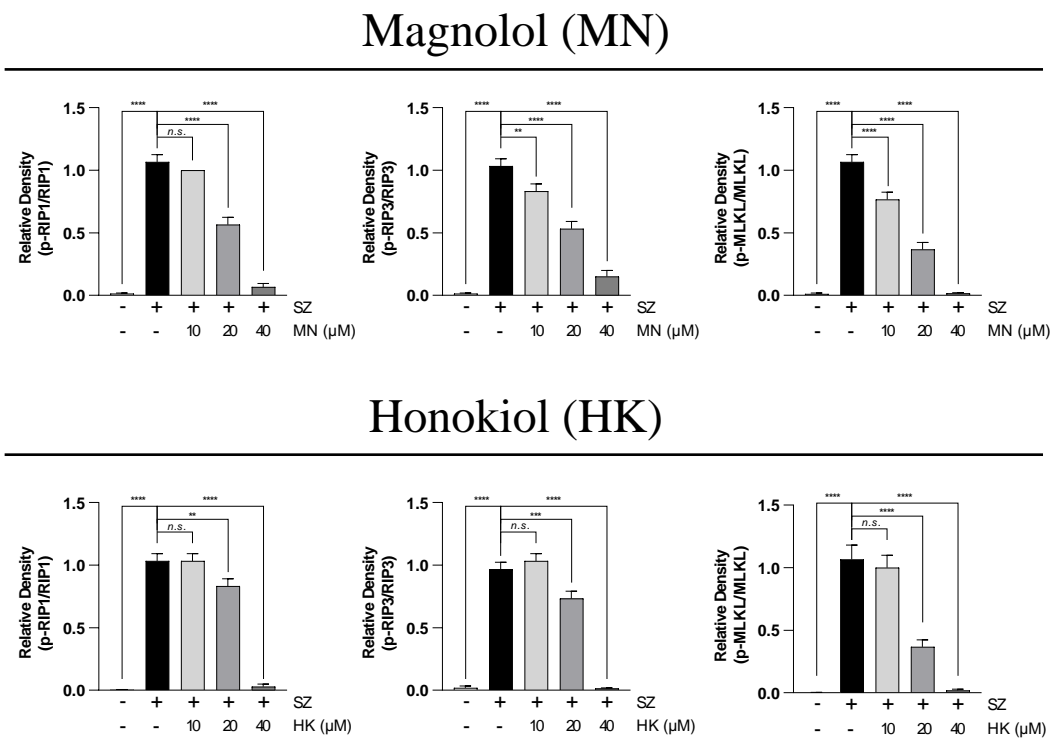 Magnolol (MN)
**** ****
****
n.s.
1.5
1.0
0.5
0.0
Relative Density
(p-RIP1/RIP1)
- + + + + SZ
- - 10 20 40 MN (µM)
**** ****
****
**
1.5
1.0
0.5
0.0
Relative Density
(p-RIP3/RIP3)
- + + + + SZ
- - 10 20 40 MN (µM)
**** ****
****
****
1.5
1.0
0.5
0.0
Relative Density
(p-MLKL/MLKL)
- + + + + SZ
- - 10 20 40 MN (µM)
Honokiol (HK)
**** ****
**
n.s.
1.5
1.0
0.5
0.0
Relative Density
(p-RIP1/RIP1)
- + + + + SZ
- - 10 20 40 HK (µM)
**** ****
***
n.s.
1.5
1.0
0.5
0.0
Relative Density
(p-RIP3/RIP3)
- + + + + SZ
- - 10 20 40 HK (µM)
**** ****
****
n.s.
1.5
1.0
0.5
0.0
Relative Density
(p-MLKL/MLKL)
- + + + + SZ
- - 10 20 40 HK (µM)